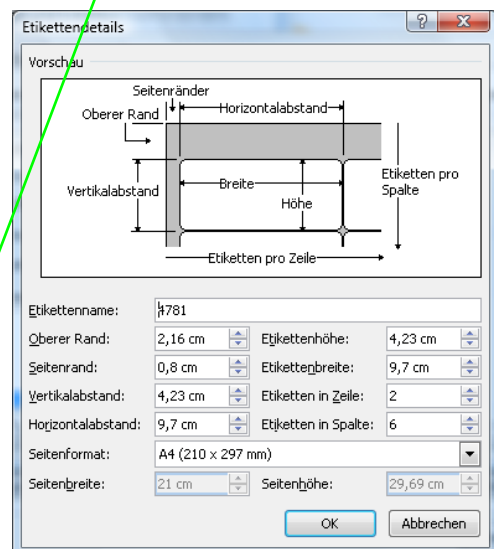 Etikettendetails
Vorschau
Seitenränder
Oberer Rand
Horizontalabstand
Vertikalabstand
Breite
Höhe
Etiketten pro
Spalte
Etiketten pro Zeile
Etikettenname: 4781
Oberer Rand: 2,16 cm Etikettenhöhe: 4,23 cm
Seitenrand: 0,8 cm Etikettenbreite: 9,7 cm
Vertikalabstand: 4,23 cm Etiketten in Zeile: 2
Horizontalabstand: 9,7 cm Etiketten in Spalte: 6
Seitenformat: A4 (210 x 297 mm)
Seitenbreite: 21 cm Seitenhöhe: 29,69 cm
OK Abbrechen